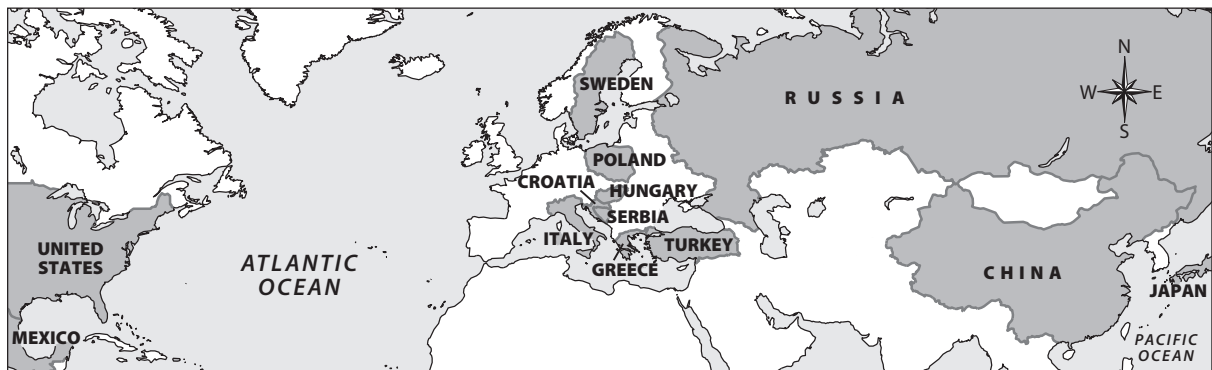 N
W
E
S
SWEDEN
RUSSIA
POLAND
CROATIA
HUNGARY
SERBIA
ITALY
TURKEY
GREECE
UNITED
STATES
ATLANTIC
OCEAN
MEXICO
CHINA
JAPAN
PACIFIC
OCEAN